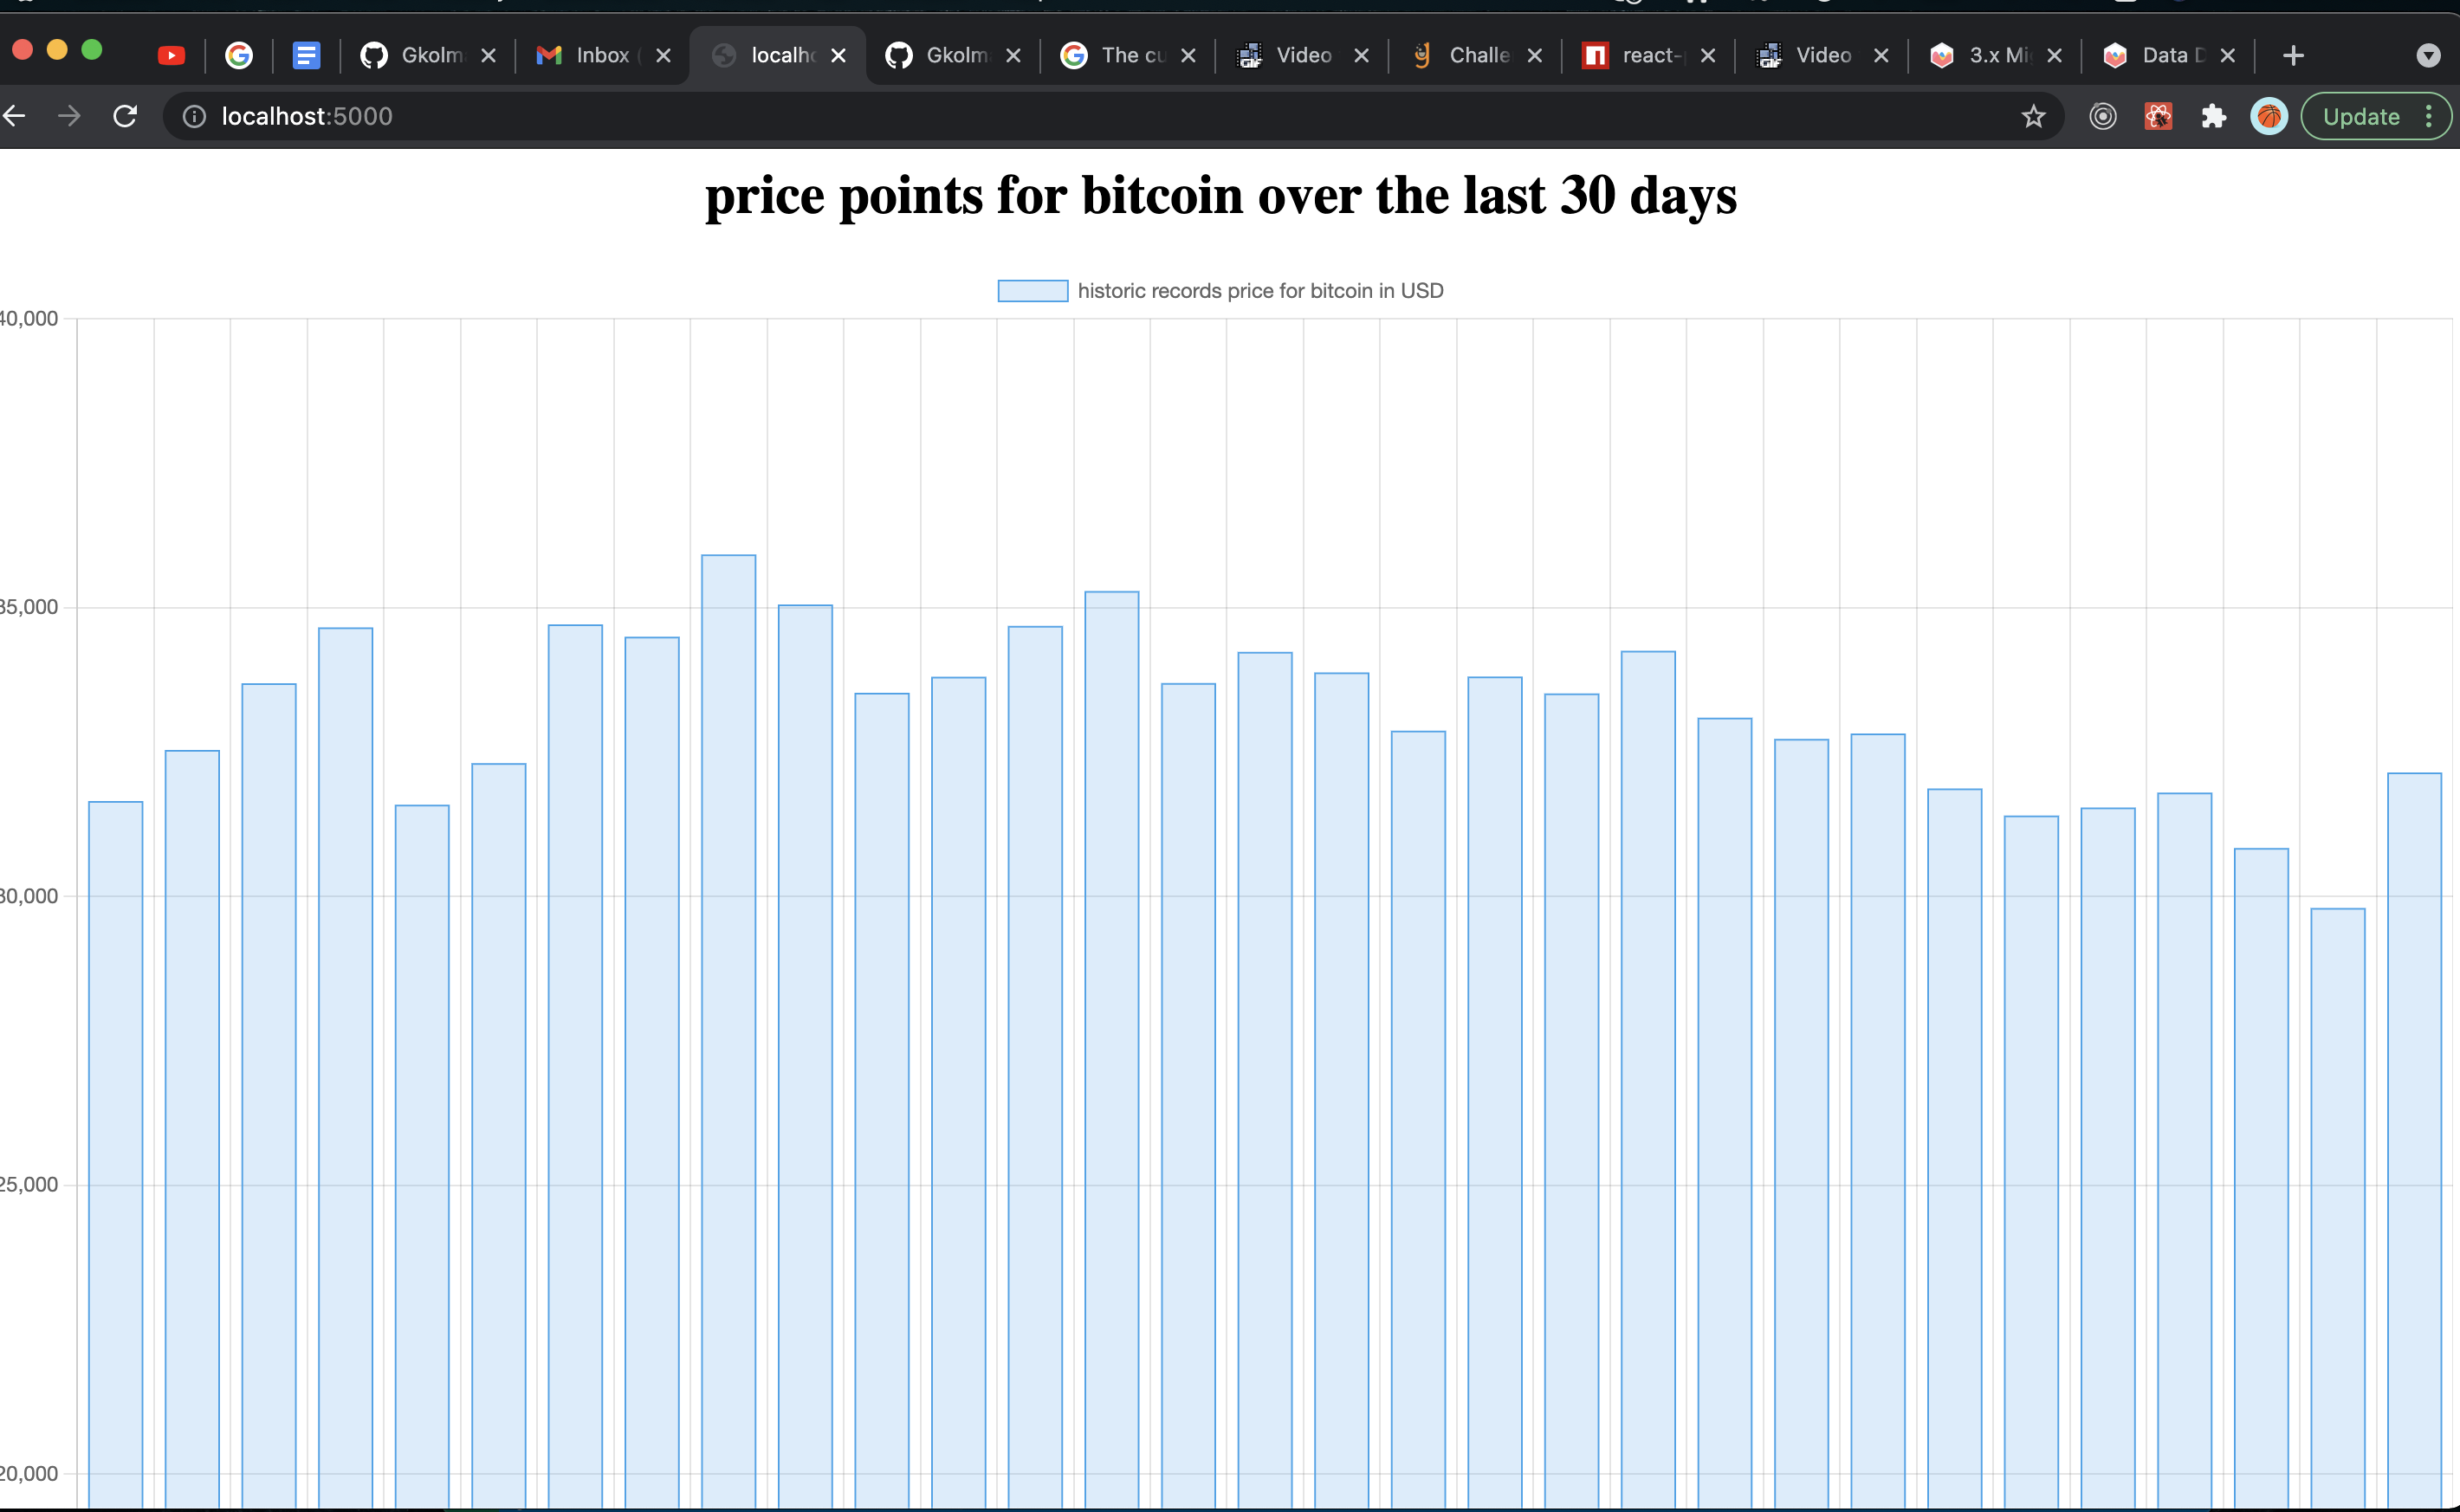 Gkolm
Inbox (
localho
Gkolm
The cu
Video
Challe
react-
Video
3.x Mi
Data D
localhost:5000
Update
price points for bitcoin over the last 30 days
historic records price for bitcoin in USD
40,000
35,000
30,000
25,000
20,000